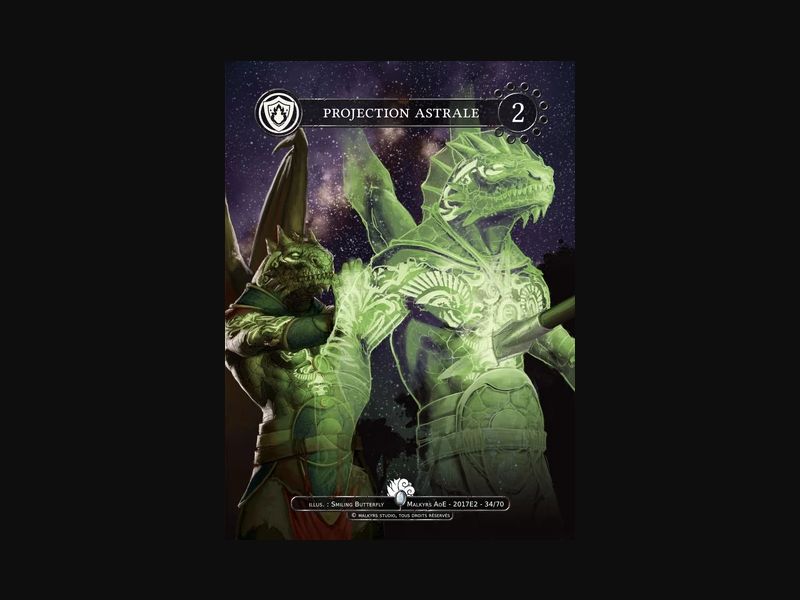 PROJECTION ASTRALE
2
ILLUS. : SMILING BUTTERFLY
MALKYRS AOE - 2017E2 - 34/70
© MALKYRS STUDIO, TOUS DROITS RÉSERVÉS